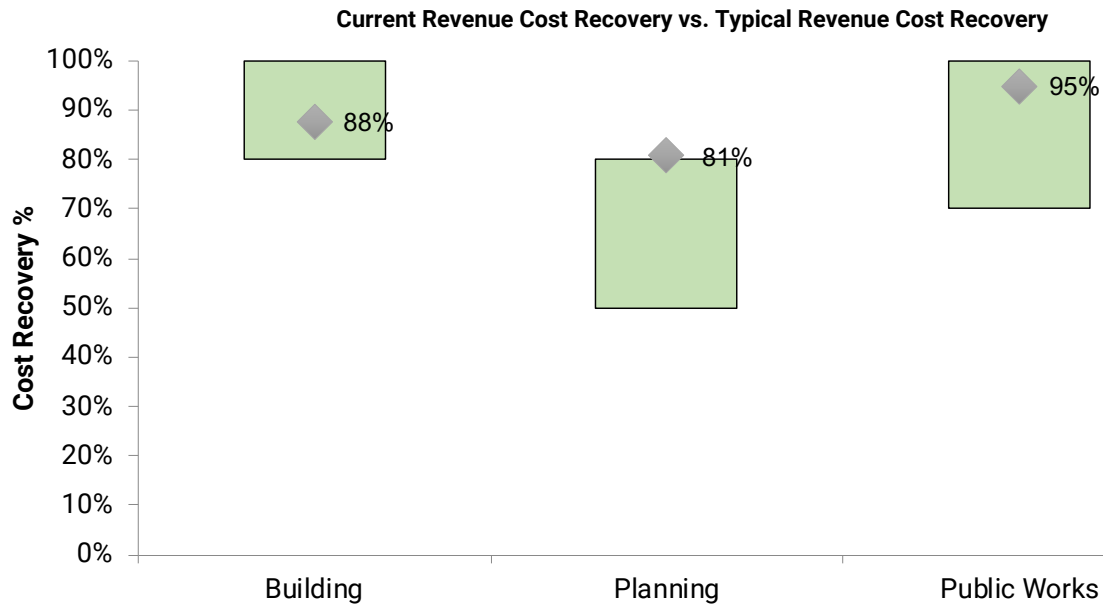 Current Revenue Cost Recovery vs. Typical Revenue Cost Recovery
100%
90%
80%
70%
60%
50%
40%
30%
20%
10%
0%
Cost Recovery %
88%
81%
95%
Building
Planning
Public Works